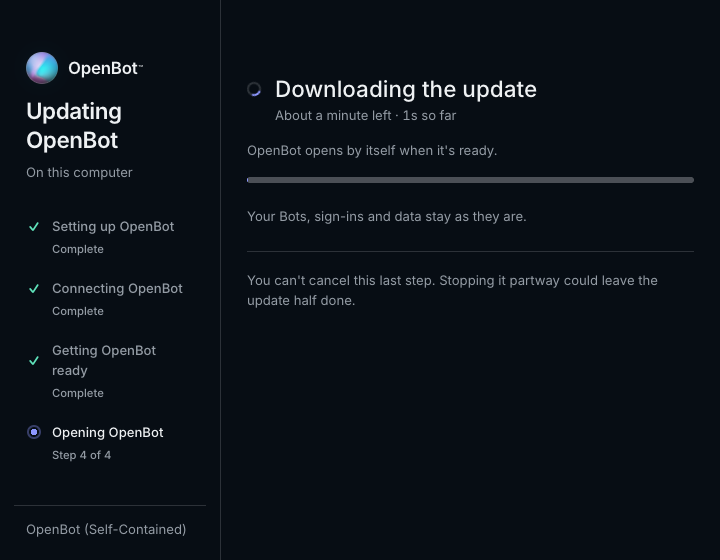 OpenBot™
Updating
OpenBot
On this computer
Setting up OpenBot
Complete
Connecting OpenBot
Complete
Getting OpenBot
ready
Complete
Opening OpenBot
Step 4 of 4
OpenBot (Self-Contained)
Downloading the update
About a minute left · 1s so far
OpenBot opens by itself when it's ready.
Your Bots, sign-ins and data stay as they are.
You can't cancel this last step. Stopping it partway could leave the
update half done.